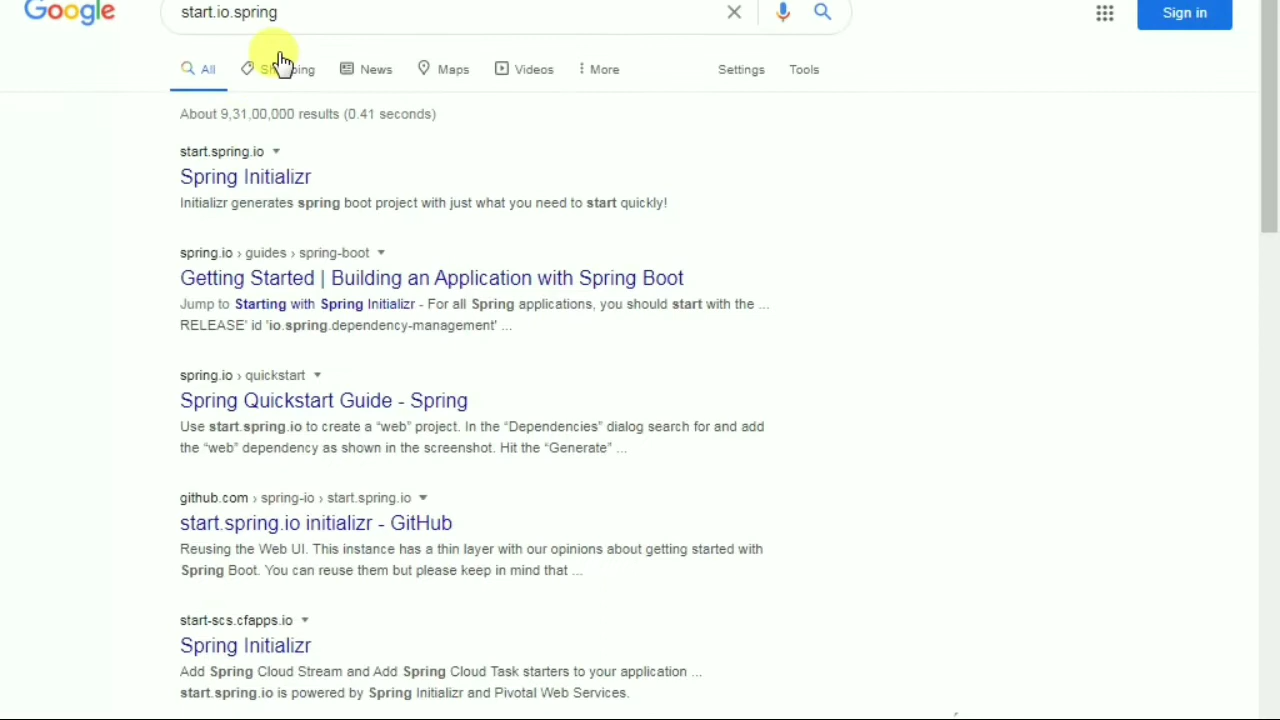 Google
start.io.spring
Sign in
All
News
Maps
Videos
More
Settings
Tools
About 9,31,00,000 results (0.41 seconds)
start.spring.io
Spring Initializr
Initializr generates spring boot project with just what you need to start quickly!
spring.io › guides › spring-boot
Getting Started | Building an Application with Spring Boot
Jump to Starting with Spring Initializr - For all Spring applications, you should start with the ...
RELEASE' id 'io.spring.dependency-management' ...
spring.io › quickstart
Spring Quickstart Guide - Spring
Use start.spring.io to create a “web” project. In the “Dependencies” dialog search for and add
the “web” dependency as shown in the screenshot. Hit the “Generate” ...
github.com › spring-io › start.spring.io
start.spring.io initializr - GitHub
Reusing the Web UI. This instance has a thin layer with our opinions about getting started with
Spring Boot. You can reuse them but please keep in mind that ...
start-scs.cfapps.io
Spring Initializr
Add Spring Cloud Stream and Add Spring Cloud Task starters to your application ...
start.spring.io is powered by Spring Initializr and Pivotal Web Services.